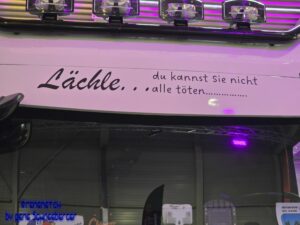 Lächle... du kannst sie nicht
alle töten...............